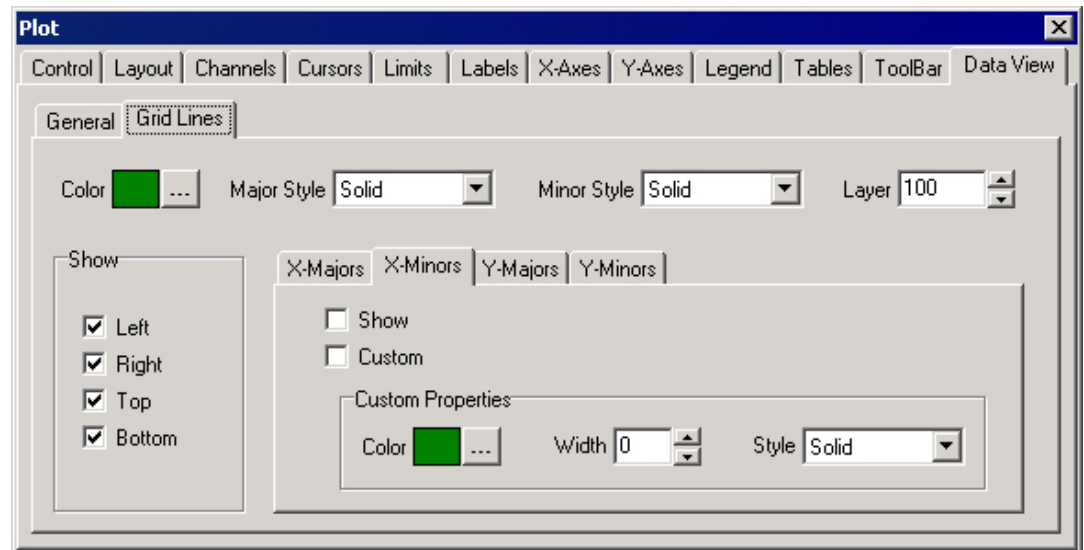 Plot
Control Layout Channels Cursors Limits Labels X-Axes Y-Axes Legend Tables ToolBar Data View
General Grid Lines
Color ... Major Style Solid Minor Style Solid Layer 100
Show
X-Majors X-Minors Y-Majors Y-Minors
Left
Right
Top
Bottom
Show
Custom
Custom Properties
Color ... Width 0 Style Solid